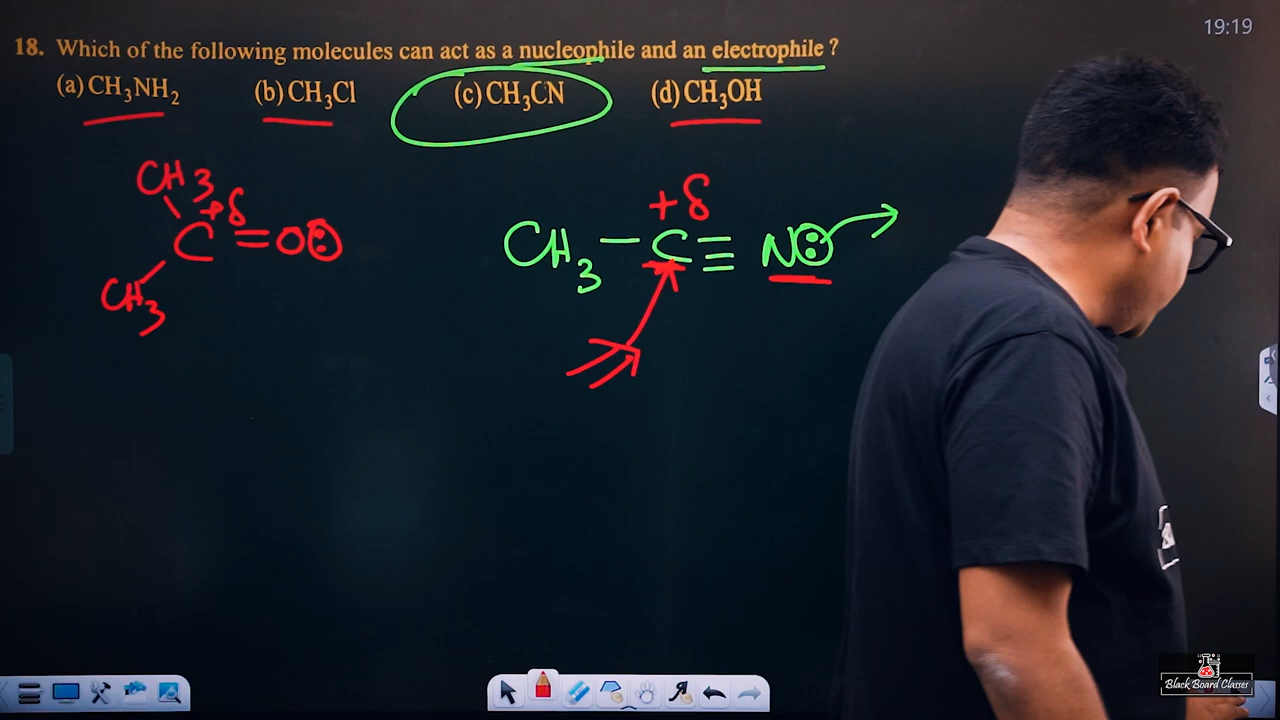 19:19
18. Which of the following molecules can act as a nucleophile and an electrophile ?
(a) CH₃NH₂ (b) CH₃Cl (c) CH₃CN (d) CH₃OH
CH₃
+δ
C=O:
CH₃
+δ
CH₃-C≡N:
Black Board Classes